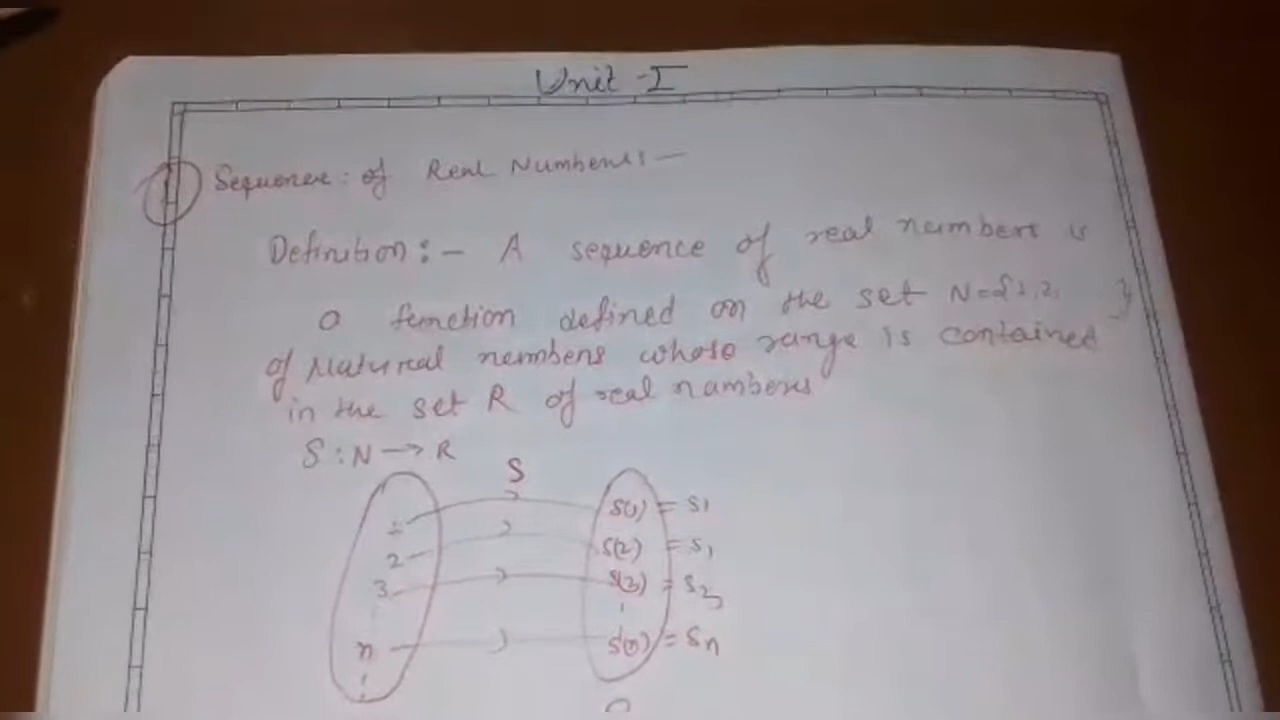 Unit - I
Sequence: of Real Numbers :-
Definition :- A sequence of real numbers is
a function defined on the set N={1,2, }
of Natural numbers whose range is contained
in the set R of real numbers
S : N → R
S
1 S(1) = S1
2 S(2) = S1
3 S(3) = S3
n S(n) = Sn